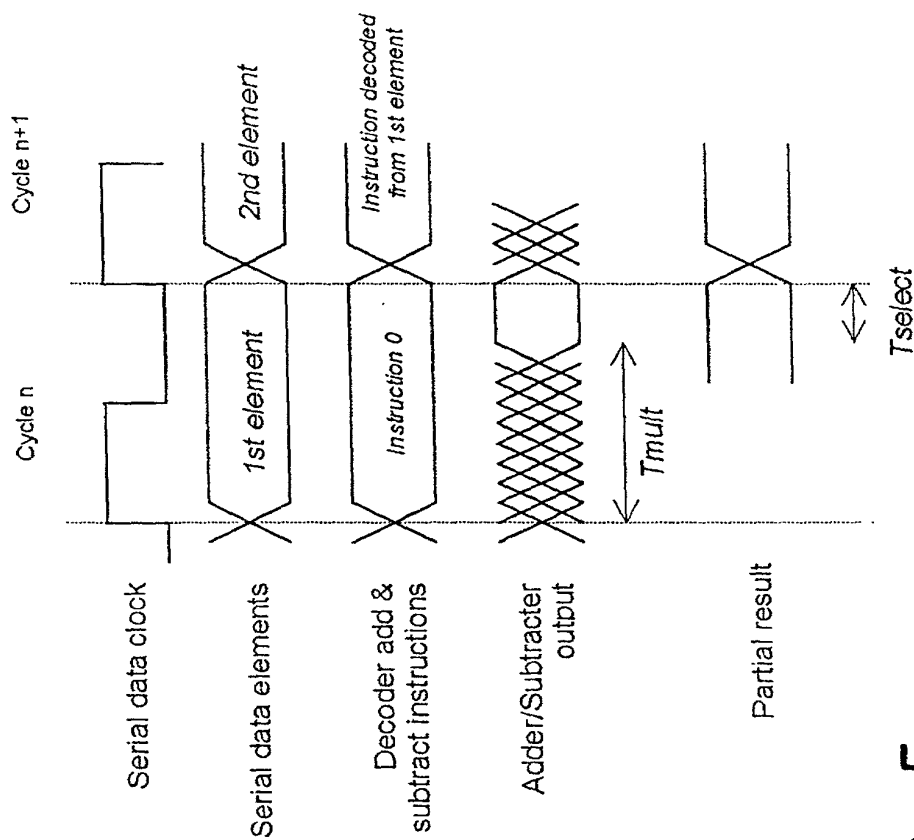 Cycle n
Cycle n+1
Serial data clock
Serial data elements
1st element
2nd element
Decoder add &
subtract instructions
Instruction 0
Instruction decoded
from 1st element
Adder/Subtracter
output
Tmult
Partial result
Tselect